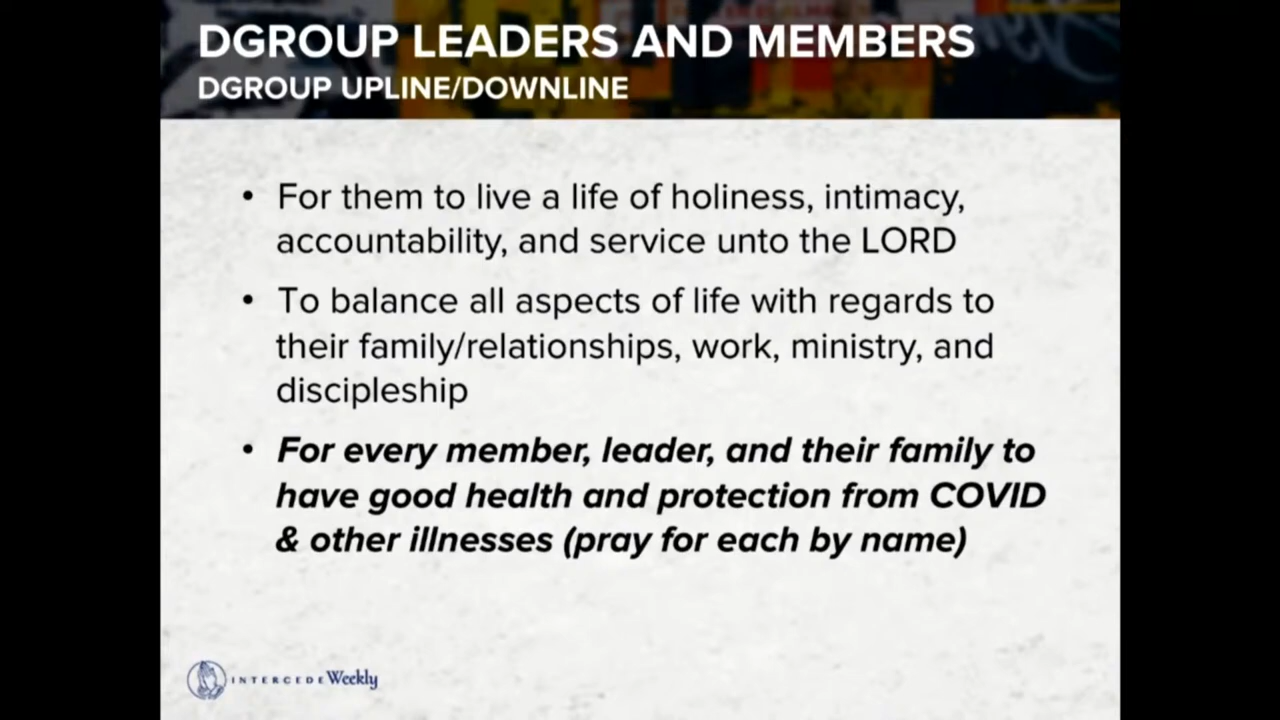 DGROUP LEADERS AND MEMBERS
DGROUP UPLINE/DOWNLINE
• For them to live a life of holiness, intimacy,
accountability, and service unto the LORD
• To balance all aspects of life with regards to
their family/relationships, work, ministry, and
discipleship
• For every member, leader, and their family to
have good health and protection from COVID
& other illnesses (pray for each by name)
INTERCEDE Weekly